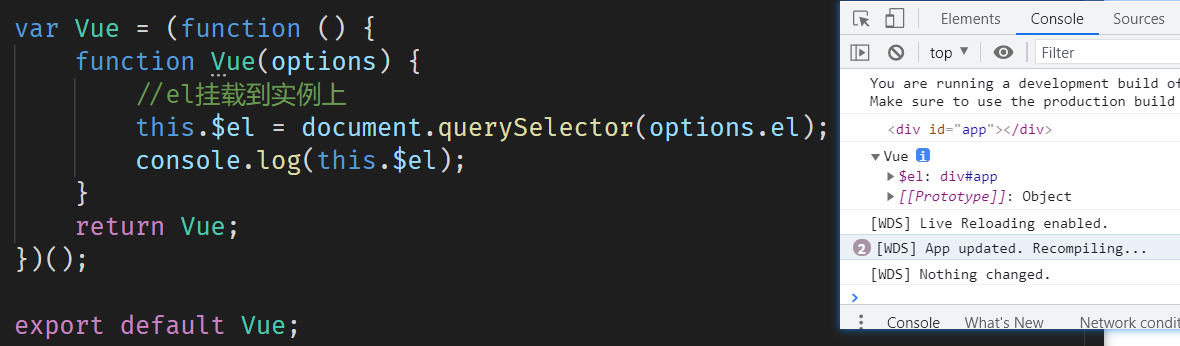 var Vue = (function () {
function Vue(options) {
//el挂载到实例上
this.$el = document.querySelector(options.el);
console.log(this.$el);
}
return Vue;
})();
export default Vue;
Elements Console Sources
top Filter
You are running a development build of
Make sure to use the production build
<div id="app"></div>
Vue i
$el: div#app
[[Prototype]]: Object
[WDS] Live Reloading enabled.
2 [WDS] App updated. Recompiling...
[WDS] Nothing changed.
Console What's New Network condit